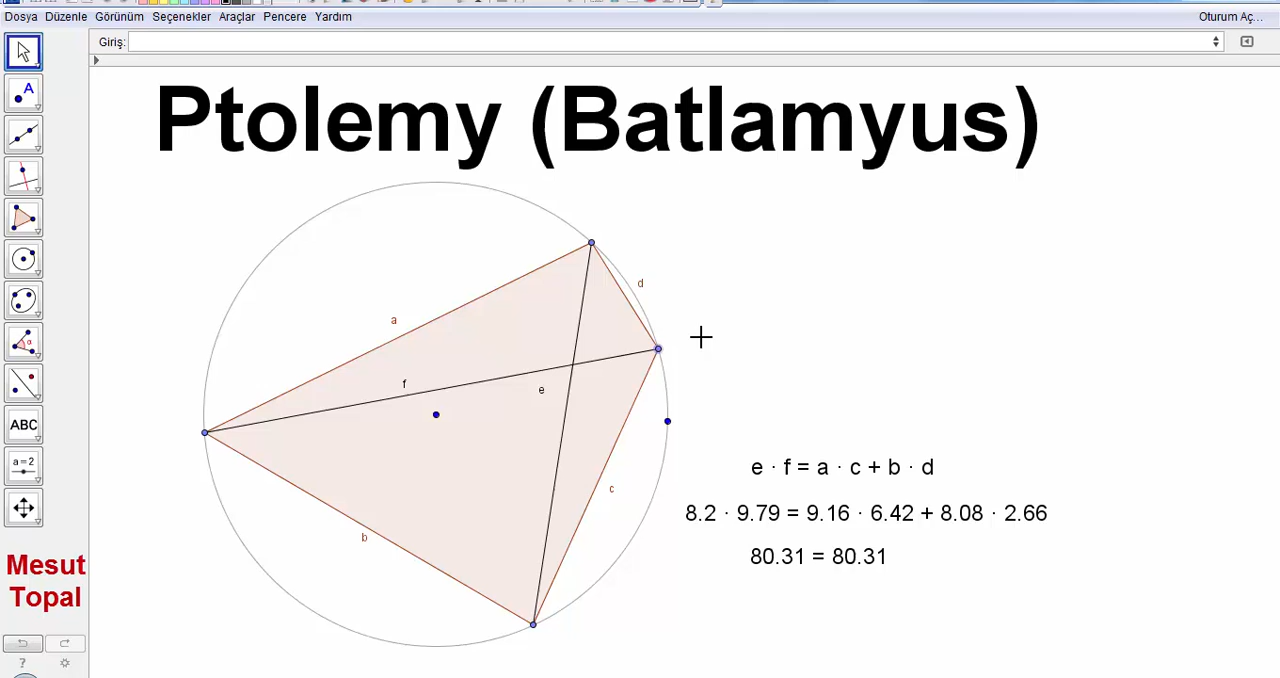 Dosya Düzenle Görünüm Seçenekler Araçlar Pencere Yardım Oturum Aç...
Giriş:
A
Ptolemy (Batlamyus)
d
a
f
e
α
ABC
a = 2
e · f = a · c + b · d
c
8.2 · 9.79 = 9.16 · 6.42 + 8.08 · 2.66
b
80.31 = 80.31
Mesut
Topal
?